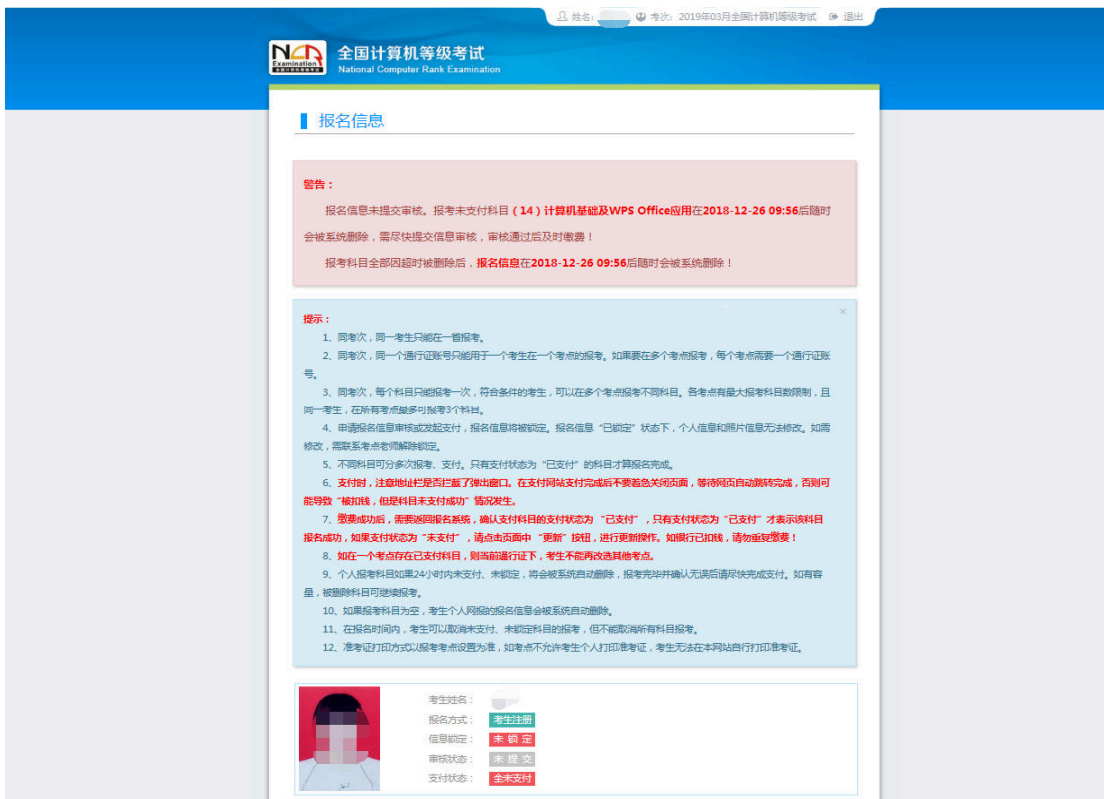 姓名： 考次：2019年03月全国计算机等级考试 退出
NCR
Examination
全国计算机等级考试
全国计算机等级考试
National Computer Rank Examination
报名信息
警告：
报名信息未提交审核。报考未支付科目（14）计算机基础及WPS Office应用在2018-12-26 09:56后随时
会被系统删除，需尽快提交信息审核，审核通过后及时缴费！
报考科目全部因超时被删除后，报名信息在2018-12-26 09:56后随时会被系统删除！
×
提示：
1、同考次，同一考生只能在一省报考。
2、同考次，同一个通行证账号只能用于一个考生在一个考点的报考。如果要在多个考点报考，每个考点需要一个通行证账
号。
3、同考次，每个科目只能报考一次，符合条件的考生，可以在多个考点报考不同科目。各考点有最大报考科目数限制，且
同一考生，在所有考点最多可报考3个科目。
4、申请报名信息审核或发起支付，报名信息将被锁定。报名信息“已锁定”状态下，个人信息和照片信息无法修改。如需
修改，需联系考点老师解除锁定。
5、不同科目可分多次报考、支付。只有支付状态为“已支付”的科目才算报名完成。
6、支付时，注意地址栏是否拦截了弹出窗口。在支付网站支付完成后不要着急关闭页面，等待网页自动跳转完成，否则可
能导致“被扣钱，但是科目未支付成功”情况发生。
7、缴费成功后，需要返回报名系统，确认支付科目的支付状态为 “已支付” ，只有支付状态为“已支付”才表示该科目
报名成功，如果支付状态为“未支付” ，请点击页面中 “更新” 按钮，进行更新操作。如银行已扣钱，请勿重复缴费！
8、如在一个考点存在已支付科目，则当前通行证下，考生不能再改选其他考点。
9、个人报考科目如果24小时内未支付、未锁定，将会被系统自动删除，报考完毕并确认无误后请尽快完成支付。如有容
量，被删除科目可继续报考。
10、如果报考科目为空，考生个人网报的报名信息会被系统自动删除。
11、在报名时间内，考生可以取消未支付、未锁定科目的报考，但不能取消所有科目报考。
12、准考证打印方式以报考考点设置为准，如考点不允许考生个人打印准考证，考生无法在本网站自行打印准考证。
考生姓名：
报名方式： 考生注册
信息锁定： 未 锁 定
审核状态： 未 提 交
支付状态： 全未支付